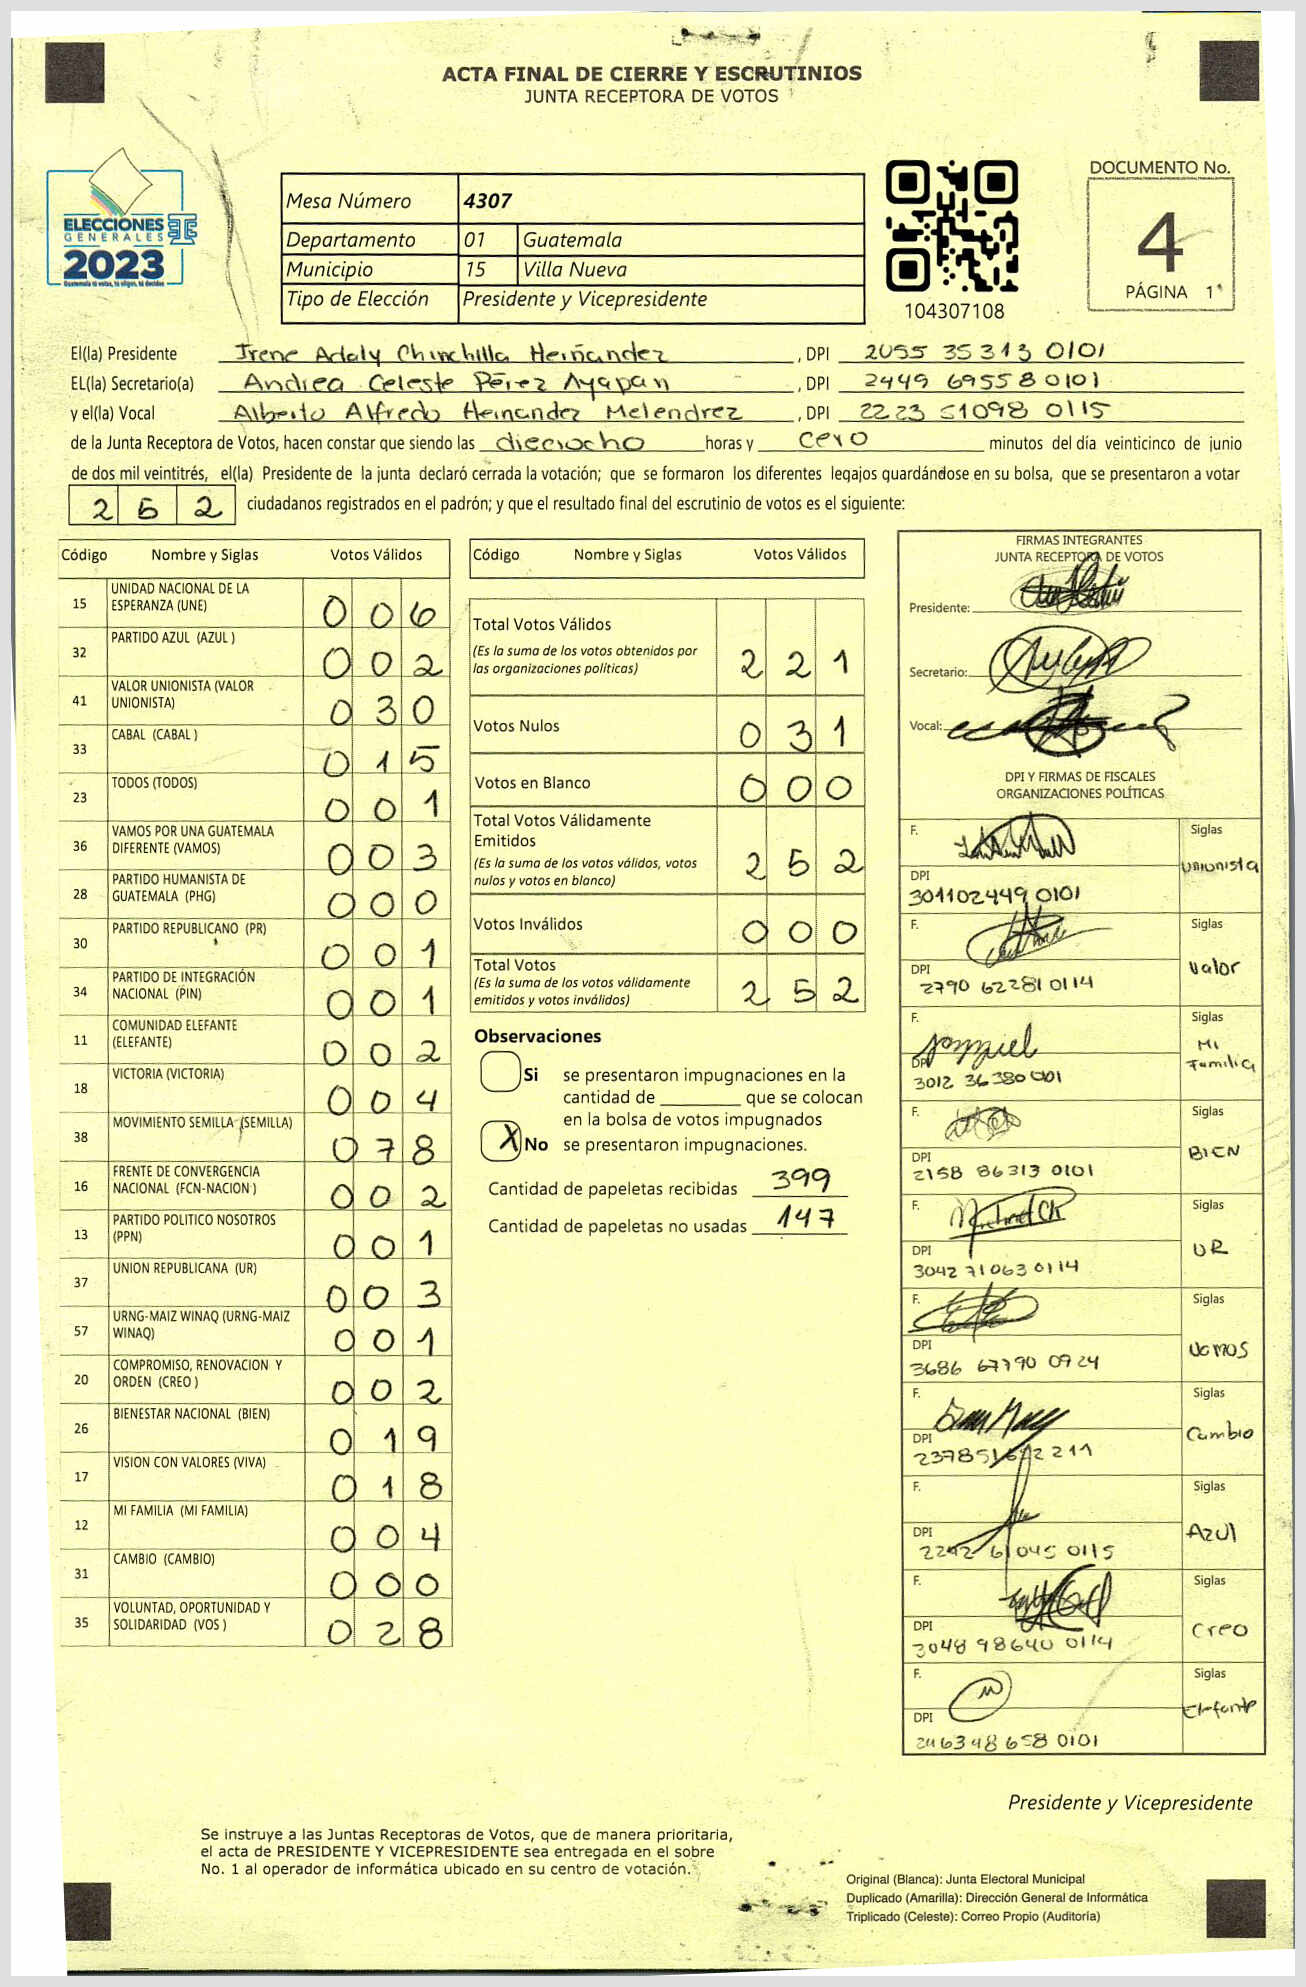 ACTA FINAL DE CIERRE Y ESCRUTINIOS
JUNTA RECEPTORA DE VOTOS
ELECCIONES
GENERALES
2023
Mesa Número 4307
Departamento 01 Guatemala
Municipio 15 Villa Nueva
Tipo de Elección Presidente y Vicepresidente
104307108
DOCUMENTO No.
4
PÁGINA 1
El(la) Presidente Irene Adaly Chinchilla Hernandez, DPI 2055 35313 0101
EL(la) Secretario(a) Andrea Celeste Pérez Ayapan, DPI 2449 69558 0101
y el(la) Vocal Alberto Alfredo Hernandez Melendrez, DPI 2223 51098 0115
de la Junta Receptora de Votos, hacen constar que siendo las dieciocho horas y cero minutos del día veinticinco de junio
de dos mil veintitrés, el(la) Presidente de la junta declaró cerrada la votación; que se formaron los diferentes legajos guardándose en su bolsa, que se presentaron a votar
252 ciudadanos registrados en el padrón; y que el resultado final del escrutinio de votos es el siguiente:
Código Nombre y Siglas Votos Válidos
15 UNIDAD NACIONAL DE LA ESPERANZA (UNE) 006
32 PARTIDO AZUL (AZUL ) 002
41 VALOR UNIONISTA (VALOR UNIONISTA) 030
33 CABAL (CABAL ) 015
23 TODOS (TODOS) 001
36 VAMOS POR UNA GUATEMALA DIFERENTE (VAMOS) 003
28 PARTIDO HUMANISTA DE GUATEMALA (PHG) 000
30 PARTIDO REPUBLICANO (PR) 001
34 PARTIDO DE INTEGRACIÓN NACIONAL (PIN) 001
11 COMUNIDAD ELEFANTE (ELEFANTE) 002
18 VICTORIA (VICTORIA) 004
38 MOVIMIENTO SEMILLA (SEMILLA) 078
16 FRENTE DE CONVERGENCIA NACIONAL (FCN-NACION ) 002
13 PARTIDO POLITICO NOSOTROS (PPN) 001
37 UNION REPUBLICANA (UR) 003
57 URNG-MAIZ WINAQ (URNG-MAIZ WINAQ) 001
20 COMPROMISO, RENOVACION Y ORDEN (CREO ) 002
26 BIENESTAR NACIONAL (BIEN) 019
17 VISION CON VALORES (VIVA) 018
12 MI FAMILIA (MI FAMILIA) 004
31 CAMBIO (CAMBIO) 000
35 VOLUNTAD, OPORTUNIDAD Y SOLIDARIDAD (VOS ) 028
Código Nombre y Siglas Votos Válidos
Total Votos Válidos 221
(Es la suma de los votos obtenidos por
las organizaciones políticas)
Votos Nulos 031
Votos en Blanco 000
Total Votos Válidamente
Emitidos 252
(Es la suma de los votos válidos, votos
nulos y votos en blanco)
Votos Inválidos 000
Total Votos 252
(Es la suma de los votos válidamente
emitidos y votos inválidos)
Observaciones
Si se presentaron impugnaciones en la
cantidad de ________ que se colocan
en la bolsa de votos impugnados
X No se presentaron impugnaciones.
Cantidad de papeletas recibidas 399
Cantidad de papeletas no usadas 147
FIRMAS INTEGRANTES
JUNTA RECEPTORA DE VOTOS
Presidente:
Secretario:
Vocal:
DPI Y FIRMAS DE FISCALES
ORGANIZACIONES POLÍTICAS
F. Siglas
DPI Unionista
301102449 0101
F. Siglas
DPI Valor
2790 62281 0114
F. Siglas
DPI Mi Familia
3012 36380 0101
F. Siglas
DPI BIEN
2158 86313 0101
F. Siglas
DPI UR
3042 71063 0114
F. Siglas
DPI Vamos
3686 67790 0924
F. Siglas
DPI Cambio
F. Siglas
DPI Azul
61045 0115
F. Siglas
DPI Creo
3048 98640 0114
F. Siglas
DPI Elefante
Presidente y Vicepresidente
Se instruye a las Juntas Receptoras de Votos, que de manera prioritaria,
el acta de PRESIDENTE Y VICEPRESIDENTE sea entregada en el sobre
No. 1 al operador de informática ubicado en su centro de votación.
Original (Blanca): Junta Electoral Municipal
Duplicado (Amarilla): Dirección General de Informática
Triplicado (Celeste): Correo Propio (Auditoría)